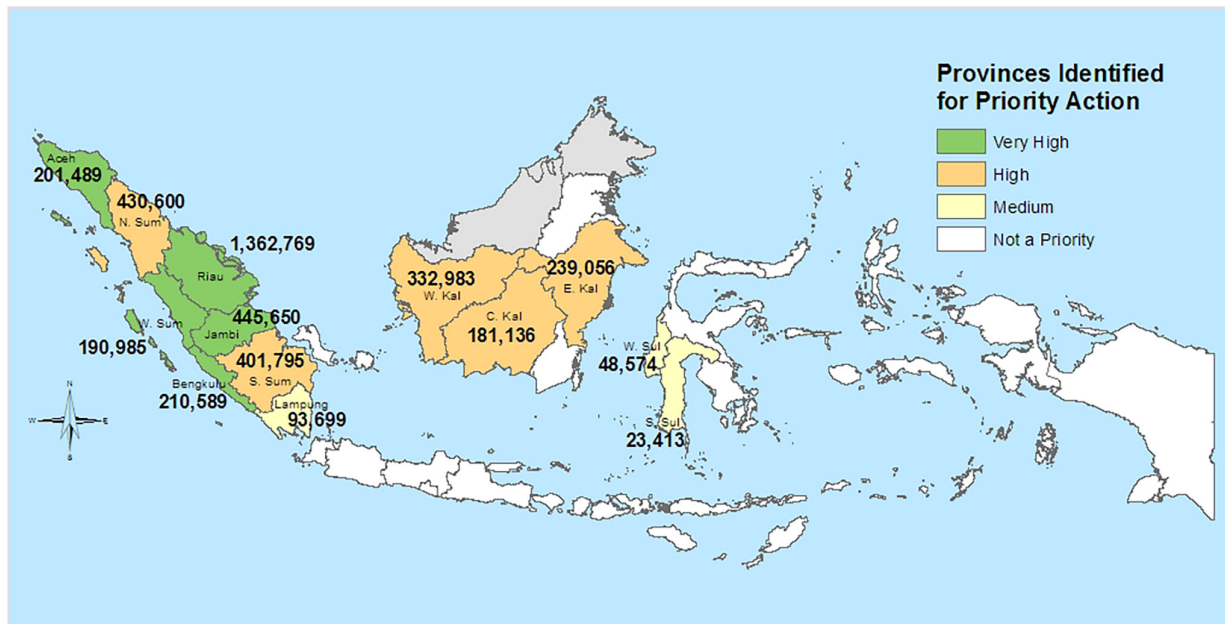 Provinces Identified
for Priority Action
Very High
High
Medium
Not a Priority
Aceh
201,489
430,600
N. Sum
1,362,769
Riau
W. Sum
190,985
445,650
Jambi
401,795
S. Sum
Bengkulu
210,589
Lampung
93,699
332,983
W. Kal
C. Kal
181,136
239,056
E. Kal
W. Sul
48,574
S. Sul
23,413
N
W
E
S